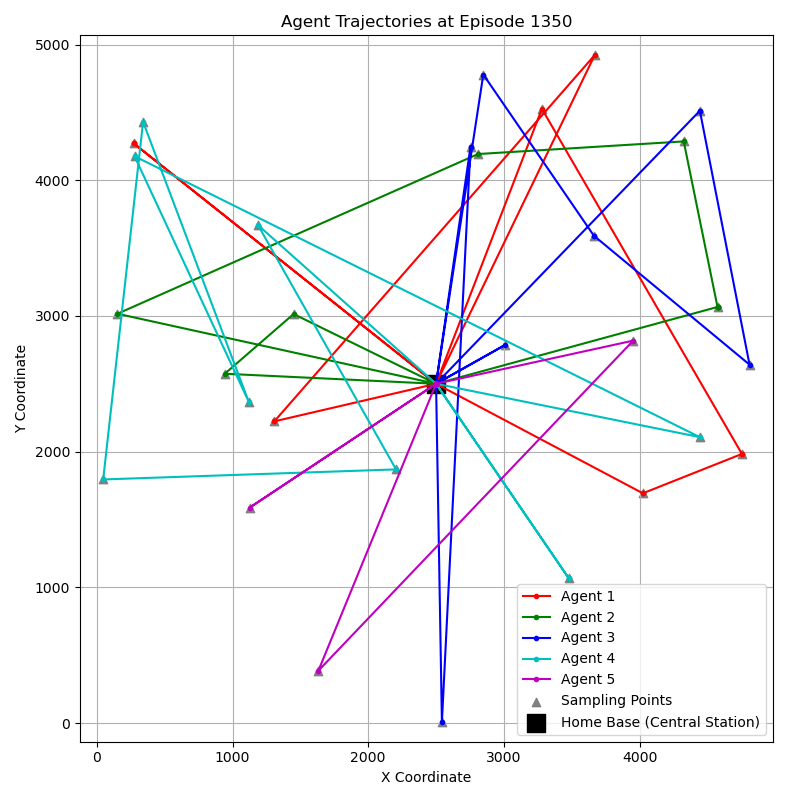 Agent Trajectories at Episode 1350
Y Coordinate
5000
4000
3000
2000
1000
0
0 1000 2000 3000 4000
X Coordinate
Agent 1
Agent 2
Agent 3
Agent 4
Agent 5
Sampling Points
Home Base (Central Station)